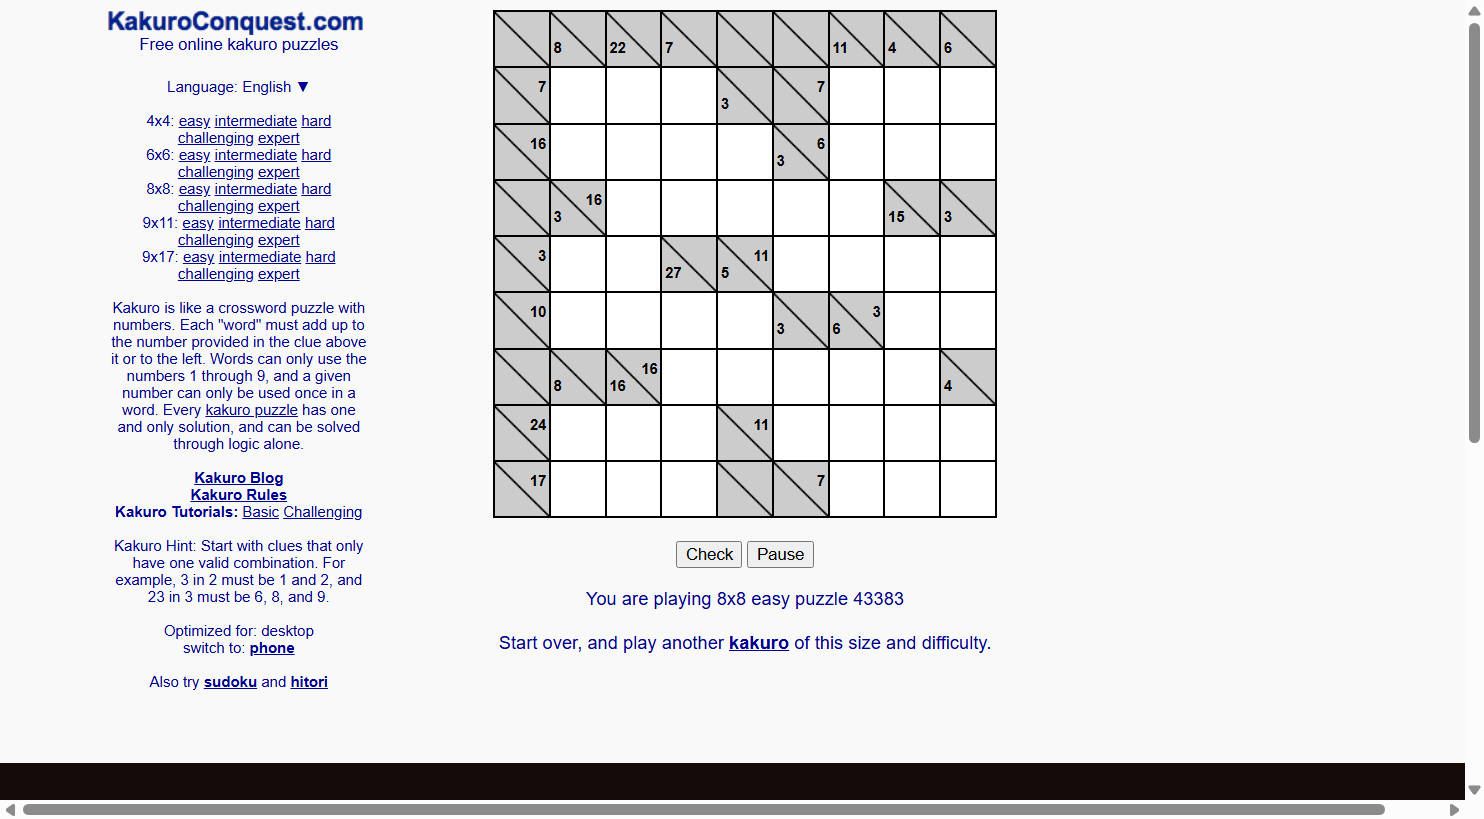 KakuroConquest.com
Free online kakuro puzzles
Language: English ▼
4x4: easy intermediate hard
challenging expert
6x6: easy intermediate hard
challenging expert
8x8: easy intermediate hard
challenging expert
9x11: easy intermediate hard
challenging expert
9x17: easy intermediate hard
challenging expert
Kakuro is like a crossword puzzle with
numbers. Each "word" must add up to
the number provided in the clue above
it or to the left. Words can only use the
numbers 1 through 9, and a given
number can only be used once in a
word. Every kakuro puzzle has one
and only solution, and can be solved
through logic alone.
Kakuro Blog
Kakuro Rules
Kakuro Tutorials: Basic Challenging
Kakuro Hint: Start with clues that only
have one valid combination. For
example, 3 in 2 must be 1 and 2, and
23 in 3 must be 6, 8, and 9.
Optimized for: desktop
switch to: phone
Also try sudoku and hitori
8 22 7 11 4 6
7 3 7
16 3 6
3 16 15 3
3 27 5 11
10 3 6 3
8 16 16 4
24 11
17 7
Check Pause
You are playing 8x8 easy puzzle 43383
Start over, and play another kakuro of this size and difficulty.